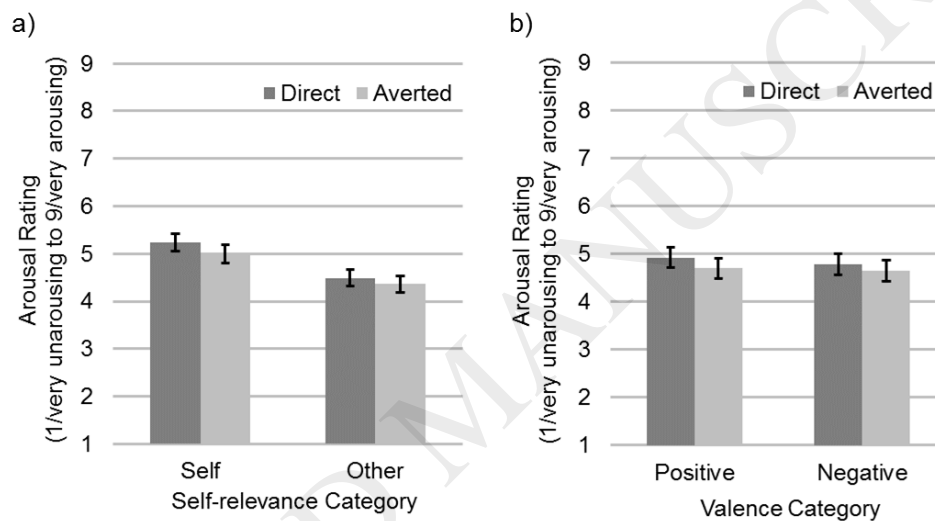 a)
Arousal Rating
(1/very unarousing to 9/very arousing)
9
8
7
6
5
4
3
2
1
Direct Averted
Self Other
Self-relevance Category
b)
Arousal Rating
(1/very unarousing to 9/very arousing)
9
8
7
6
5
4
3
2
1
Direct Averted
Positive Negative
Valence Category
D MANUSCR